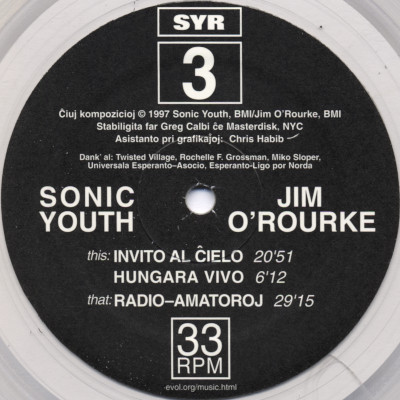 SYR
3
Ĉiuj kompozicioj © 1997 Sonic Youth, BMI/Jim O'Rourke, BMI
Stabiligita far Greg Calbi ĉe Masterdisk, NYC
Asistanto pri grafikaĵoj: Chris Habib
Dank' al: Twisted Village, Rochelle F. Grossman, Miko Sloper,
Universala Esperanto–Asocio, Esperanto-Ligo por Norda
SONIC YOUTH
JIM O'ROURKE
this: INVITO AL ĈIELO 20'51
HUNGARA VIVO 6'12
that: RADIO–AMATOROJ 29'15
33
RPM
evol.org/music.html